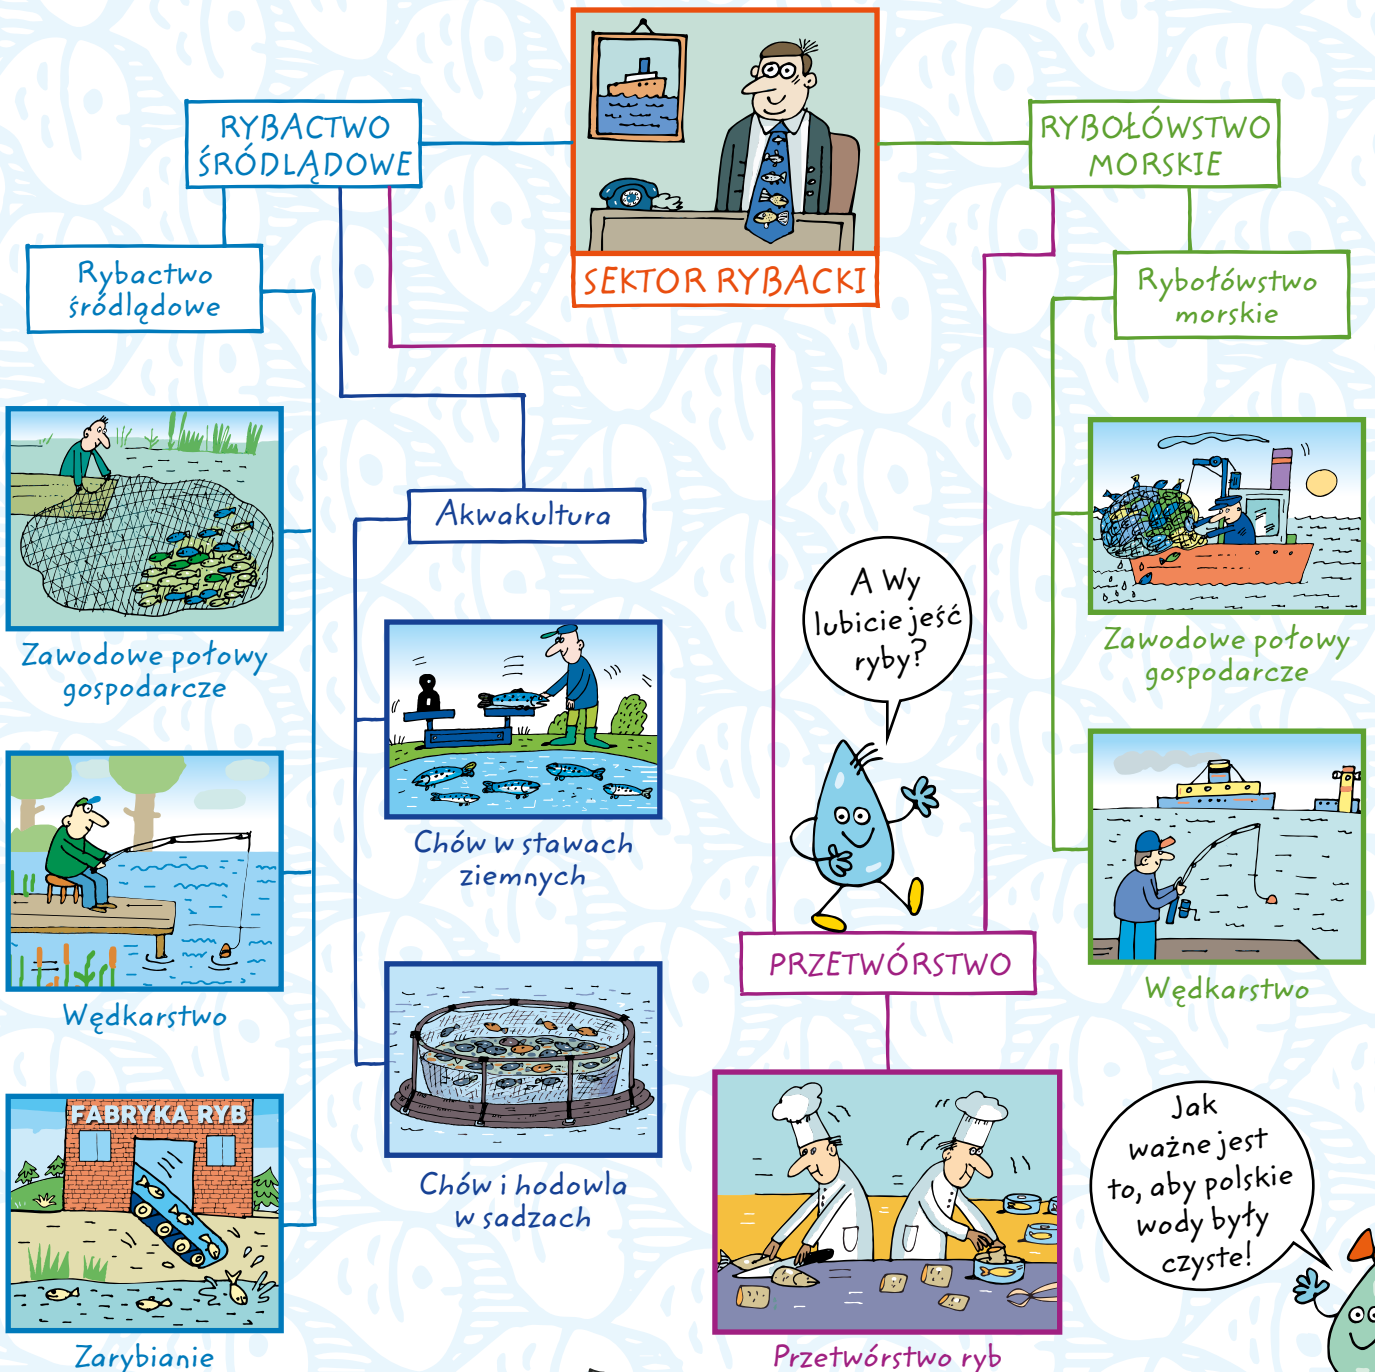 SEKTOR RYBACKI
RYBACTWO
ŚRÓDLĄDOWE
RYBOŁÓWSTWO
MORSKIE
Rybactwo
śródlądowe
Rybołówstwo
morskie
Zawodowe połowy
gospodarcze
Wędkarstwo
FABRYKA RYB
Zarybianie
Akwakultura
Chów w stawach
ziemnych
Chów i hodowla
w sadzach
A Wy
lubicie jeść
ryby?
PRZETWÓRSTWO
Przetwórstwo ryb
Zawodowe połowy
gospodarcze
Wędkarstwo
Jak
ważne jest
to, aby polskie
wody były
czyste!